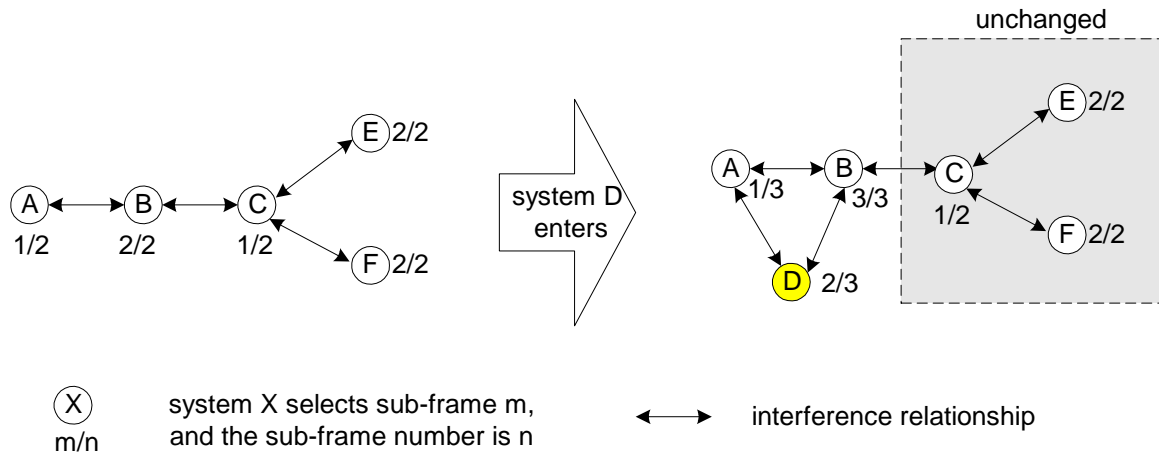 unchanged
E 2/2
E 2/2
A
B
C
system D
enters
A
B
C
1/2
2/2
1/2
1/3
3/3
1/2
F 2/2
F 2/2
D 2/3
X
m/n
system X selects sub-frame m,
and the sub-frame number is n
interference relationship